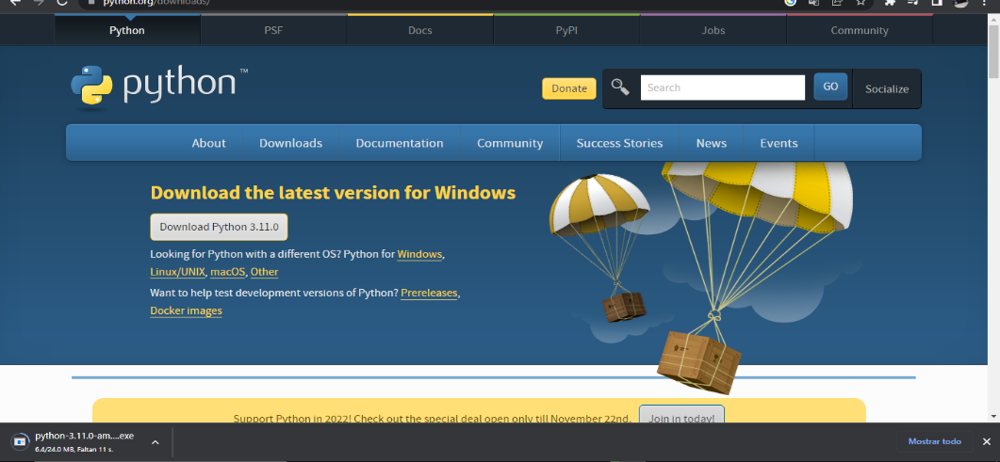 python.org/downloads/
Python PSF Docs PyPI Jobs Community
python™
Donate Search GO Socialize
About Downloads Documentation Community Success Stories News Events
Download the latest version for Windows
Download Python 3.11.0
Looking for Python with a different OS? Python for Windows,
Linux/UNIX, macOS, Other
Want to help test development versions of Python? Prereleases,
Docker images
Support Python in 2022! Check out the special deal open only till November 22nd. Join in today!
python-3.11.0-am....exe
6.4/24.0 MB, Faltan 11 s.
Mostrar todo